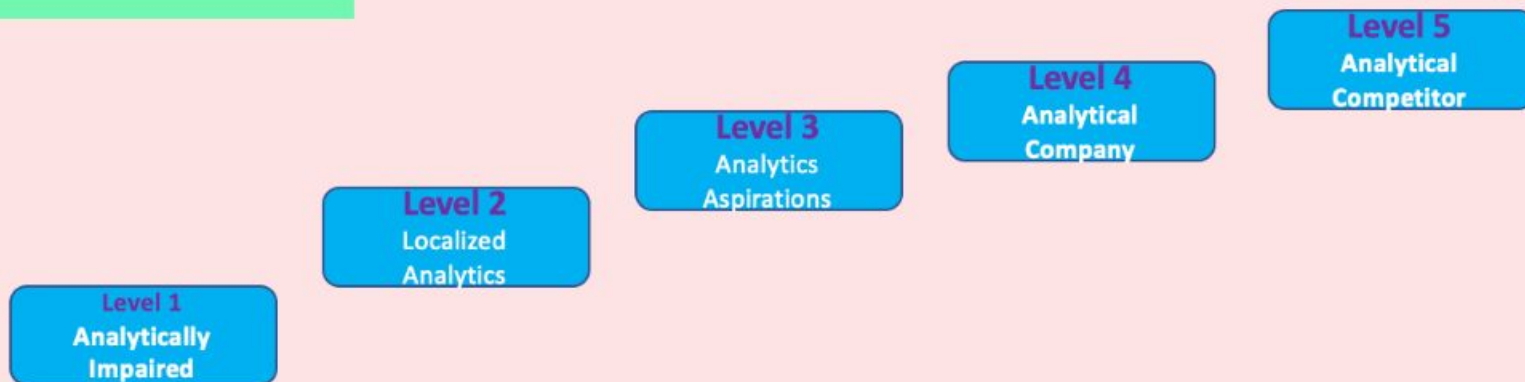 Level 5
Analytical
Competitor
Level 4
Analytical
Company
Level 3
Analytics
Aspirations
Level 2
Localized
Analytics
Level 1
Analytically
Impaired